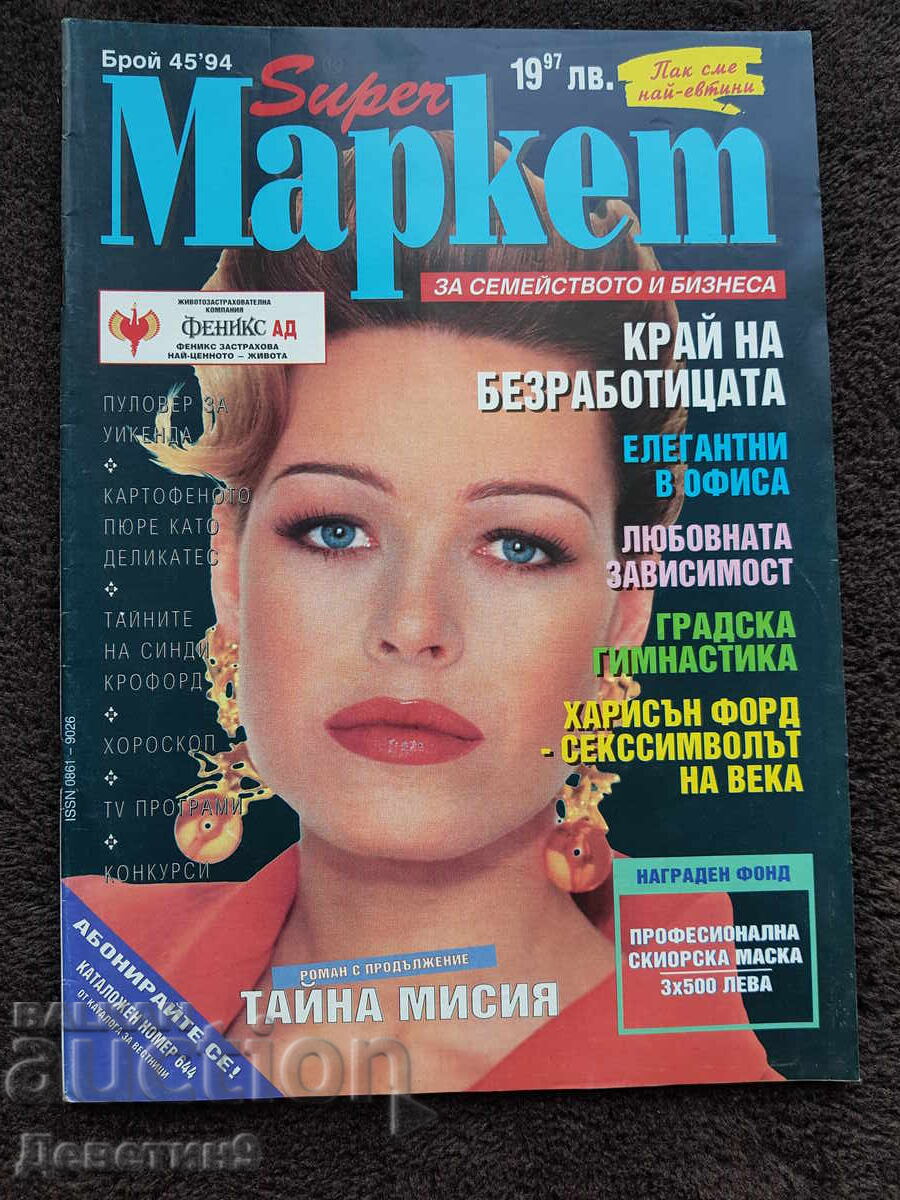 Брой 45'94
Super
Маркет
19⁹⁷ лв.
Пак сме
най-евтини
ЗА СЕМЕЙСТВОТО И БИЗНЕСА
ЖИВОТОЗАСТРАХОВАТЕЛНА
КОМПАНИЯ
ФЕНИКС АД
ФЕНИКС ЗАСТРАХОВА
НАЙ-ЦЕННОТО – ЖИВОТА
КРАЙ НА
БЕЗРАБОТИЦАТА
ЕЛЕГАНТНИ
В ОФИСА
ЛЮБОВНАТА
ЗАВИСИМОСТ
ГРАДСКА
ГИМНАСТИКА
ХАРИСЪН ФОРД
- СЕКССИМВОЛЪТ
НА ВЕКА
ПУЛОВЕР ЗА
УИКЕНДА
КАРТОФЕНОТО
ПЮРЕ КАТО
ДЕЛИКАТЕС
ТАЙНИТЕ
НА СИНДИ
КРОФОРД
ХОРОСКОП
TV ПРОГРАМИ
КОНКУРСИ
ISSN 0861 – 9026
НАГРАДЕН ФОНД
ПРОФЕСИОНАЛНА
СКИОРСКА МАСКА
3x500 ЛЕВА
РОМАН С ПРОДЪЛЖЕНИЕ
ТАЙНА МИСИЯ
АБОНИРАЙТЕ СЕ!
КАТАЛОЖЕН НОМЕР 644
ОТ КАТАЛОГА ЗА ВЕСТНИЦИ
auction
Деветин9